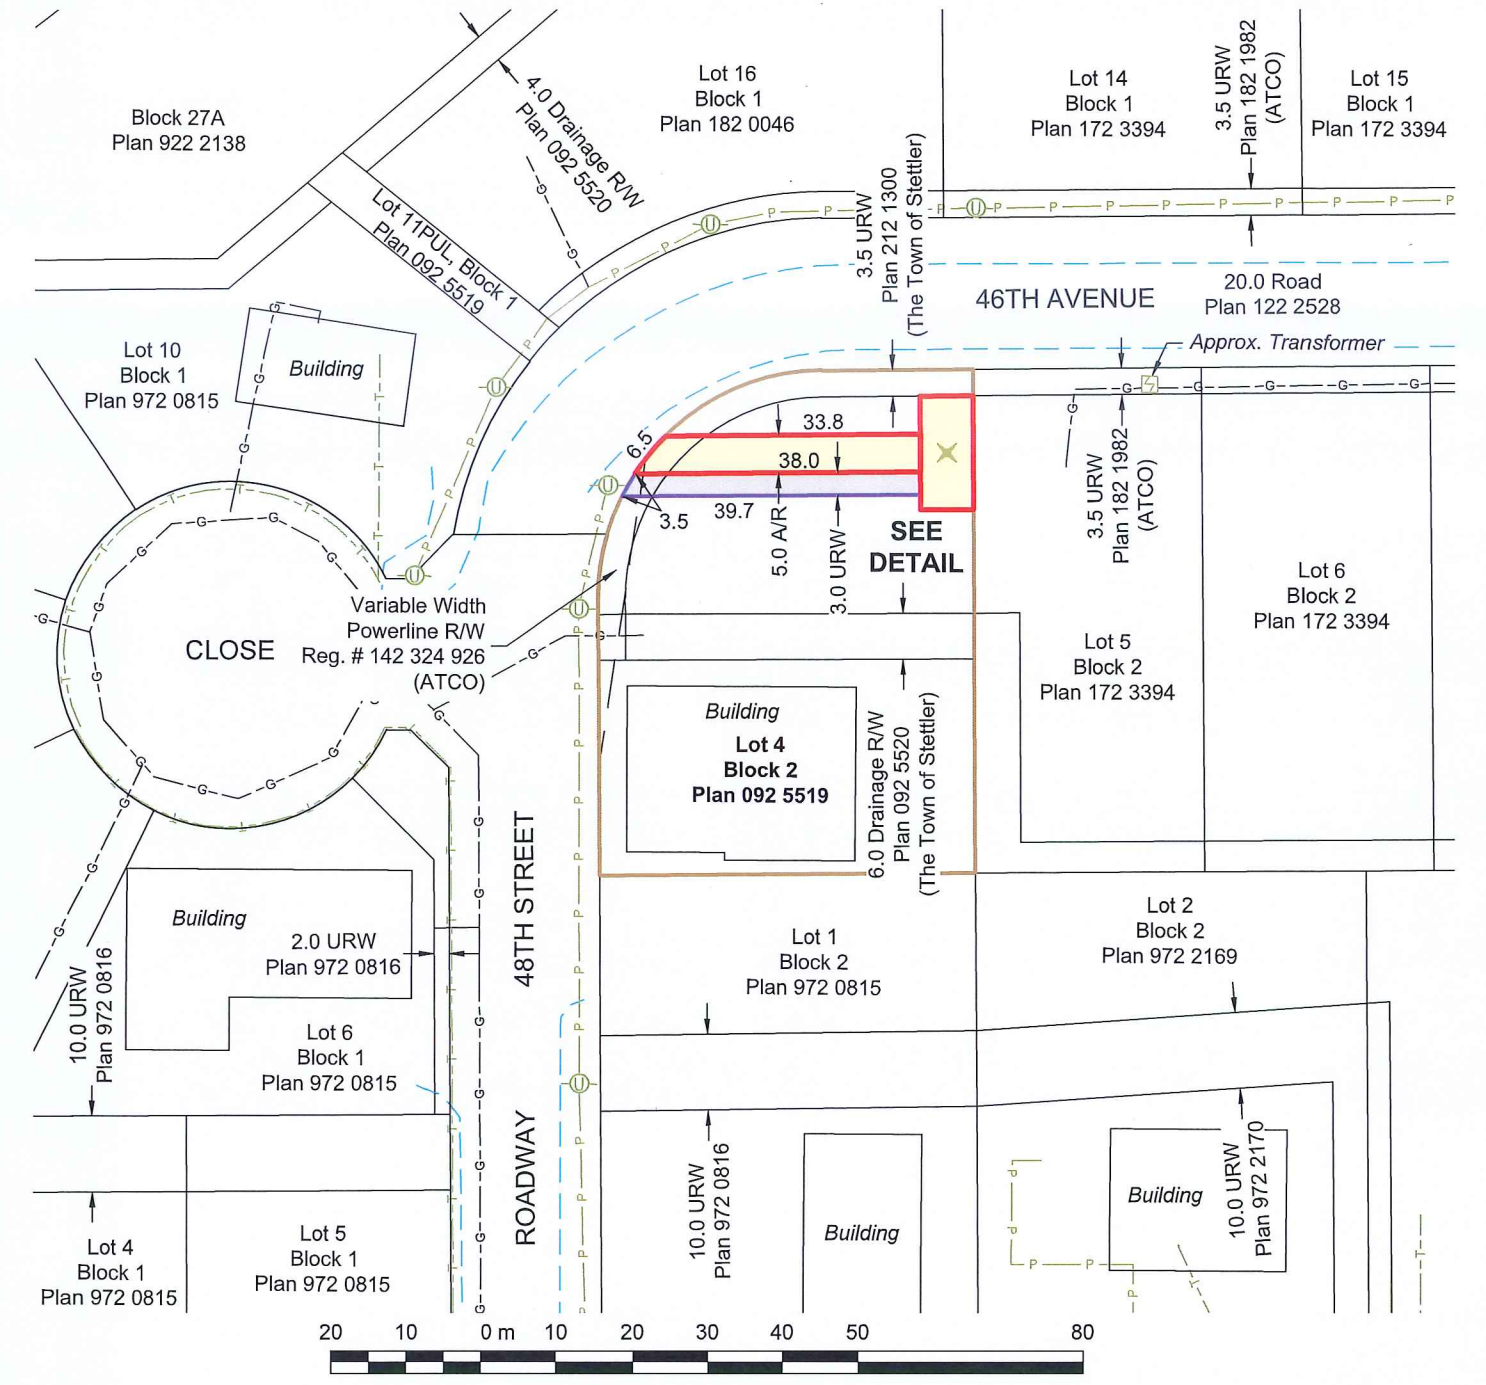 Block 27A
Plan 922 2138
4.0 Drainage R/W
Plan 092 5520
Lot 16
Block 1
Plan 182 0046
Lot 14
Block 1
Plan 172 3394
3.5 URW
Plan 182 1982
(ATCO)
Lot 15
Block 1
Plan 172 3394
Lot 11PUL, Block 1
Plan 092 5519
3.5 URW
Plan 212 1300
(The Town of Stettler)
46TH AVENUE
20.0 Road
Plan 122 2528
Approx. Transformer
Lot 10
Block 1
Plan 972 0815
Building
6.5
33.8
38.0
39.7
3.5
5.0 A/R
3.0 URW
SEE
DETAIL
3.5 URW
Plan 182 1982
(ATCO)
Lot 5
Block 2
Plan 172 3394
Lot 6
Block 2
Plan 172 3394
CLOSE
Variable Width
Powerline R/W
Reg. # 142 324 926
(ATCO)
Building
Lot 4
Block 2
Plan 092 5519
6.0 Drainage R/W
Plan 092 5520
(The Town of Stettler)
48TH STREET
Building
2.0 URW
Plan 972 0816
10.0 URW
Plan 972 0816
Lot 6
Block 1
Plan 972 0815
Lot 1
Block 2
Plan 972 0815
Lot 2
Block 2
Plan 972 2169
ROADWAY
10.0 URW
Plan 972 0816
Building
Building
10.0 URW
Plan 972 2170
Lot 4
Block 1
Plan 972 0815
Lot 5
Block 1
Plan 972 0815
20 10 0 m 10 20 30 40 50 80